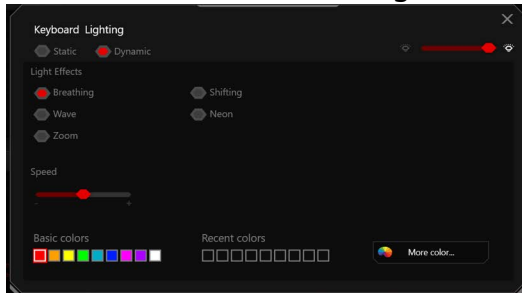 Keyboard Lighting
Static Dynamic
Light Effects
Breathing Shifting
Wave Neon
Zoom
Speed
- +
Basic colors Recent colors
More color...